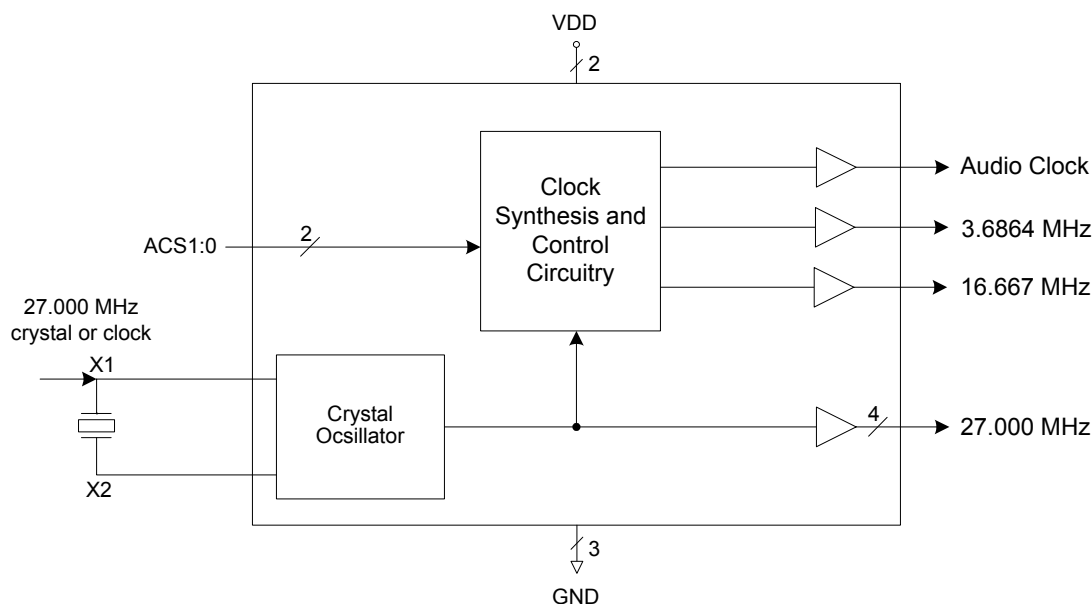 VDD
2
Clock
Synthesis and
Control
Circuitry
Audio Clock
3.6864 MHz
16.667 MHz
ACS1:0
2
27.000 MHz
crystal or clock
X1
X2
Crystal
Ocsillator
4
27.000 MHz
3
GND